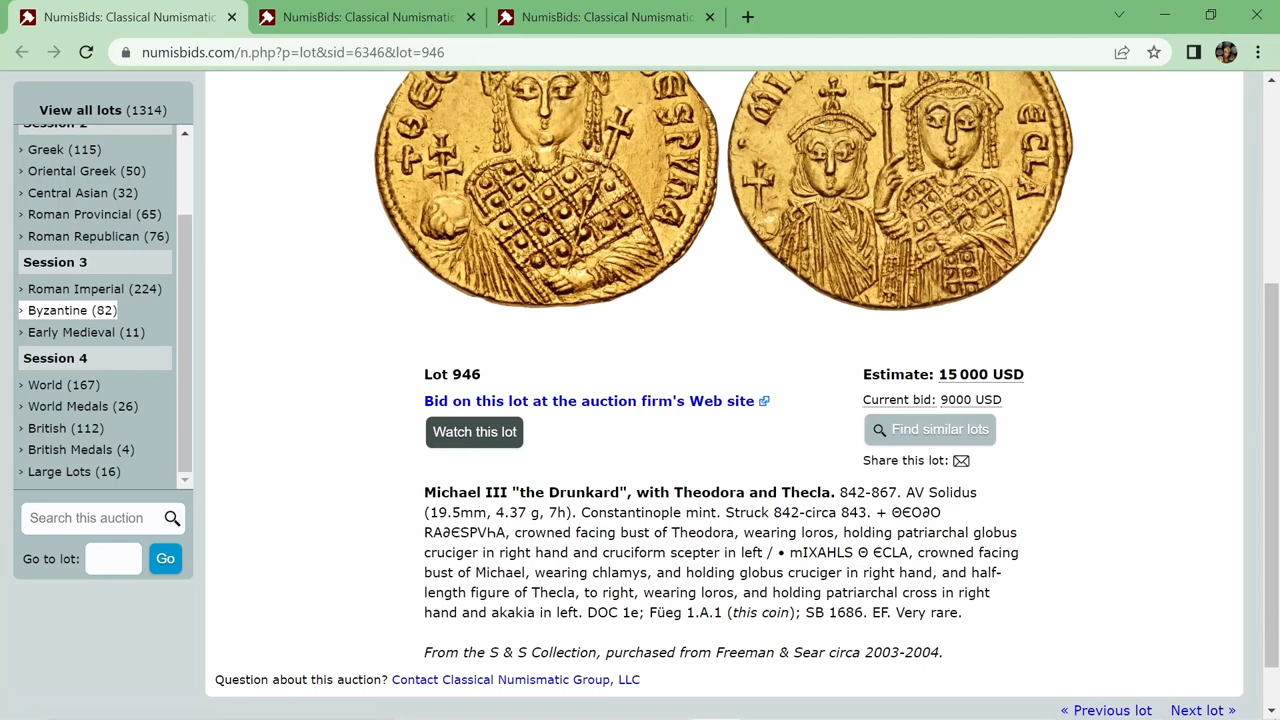 NumisBids: Classical Numismatic
NumisBids: Classical Numismatic
NumisBids: Classical Numismatic
numisbids.com/n.php?p=lot&sid=6346&lot=946
View all lots (1314)
Session 2
› Greek (115)
› Oriental Greek (50)
› Central Asian (32)
› Roman Provincial (65)
› Roman Republican (76)
Session 3
› Roman Imperial (224)
› Byzantine (82)
› Early Medieval (11)
Session 4
› World (167)
› World Medals (26)
› British (112)
› British Medals (4)
› Large Lots (16)
Search this auction
Go to lot:
Go
Lot 946
Bid on this lot at the auction firm's Web site
Watch this lot
Estimate: 15 000 USD
Current bid: 9000 USD
Find similar lots
Share this lot:
Michael III "the Drunkard", with Theodora and Thecla. 842-867. AV Solidus
(19.5mm, 4.37 g, 7h). Constantinople mint. Struck 842-circa 843. + ΘЄO∂O
RA∂ЄSPVҺA, crowned facing bust of Theodora, wearing loros, holding patriarchal globus
cruciger in right hand and cruciform scepter in left / • mIXAHLS Θ ЄCLA, crowned facing
bust of Michael, wearing chlamys, and holding globus cruciger in right hand, and half-
length figure of Thecla, to right, wearing loros, and holding patriarchal cross in right
hand and akakia in left. DOC 1e; Füeg 1.A.1 (this coin); SB 1686. EF. Very rare.
From the S & S Collection, purchased from Freeman & Sear circa 2003-2004.
Question about this auction? Contact Classical Numismatic Group, LLC
« Previous lot Next lot »